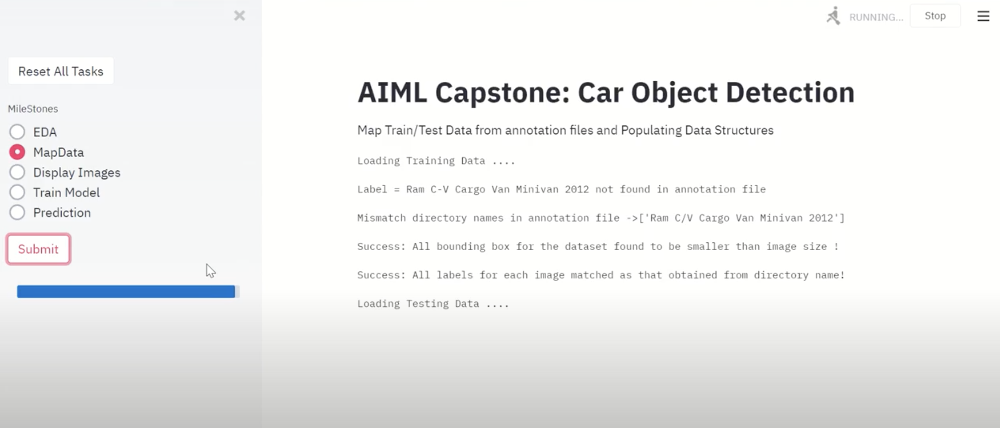 RUNNING...
Stop
Reset All Tasks
MileStones
EDA
MapData
Display Images
Train Model
Prediction
Submit
AIML Capstone: Car Object Detection
Map Train/Test Data from annotation files and Populating Data Structures
Loading Training Data ....
Label = Ram C-V Cargo Van Minivan 2012 not found in annotation file
Mismatch directory names in annotation file ->['Ram C/V Cargo Van Minivan 2012']
Success: All bounding box for the dataset found to be smaller than image size !
Success: All labels for each image matched as that obtained from directory name!
Loading Testing Data ....